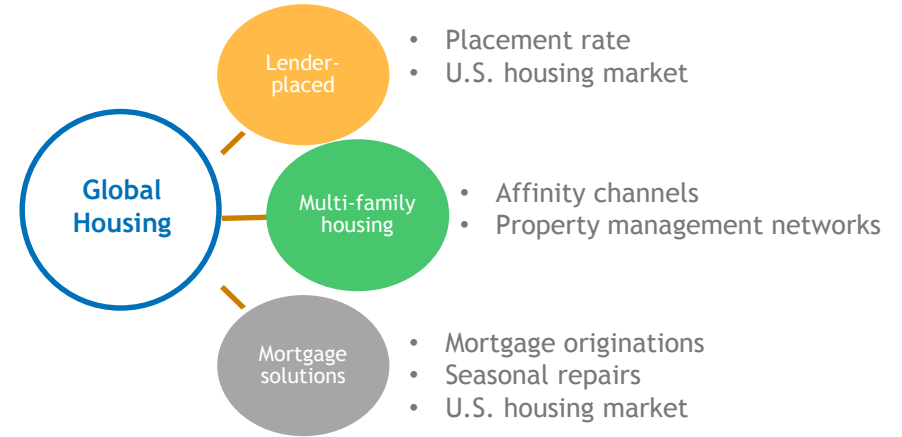 Global
Housing
Lender-
placed
• Placement rate
• U.S. housing market
Multi-family
housing
• Affinity channels
• Property management networks
Mortgage
solutions
• Mortgage originations
• Seasonal repairs
• U.S. housing market